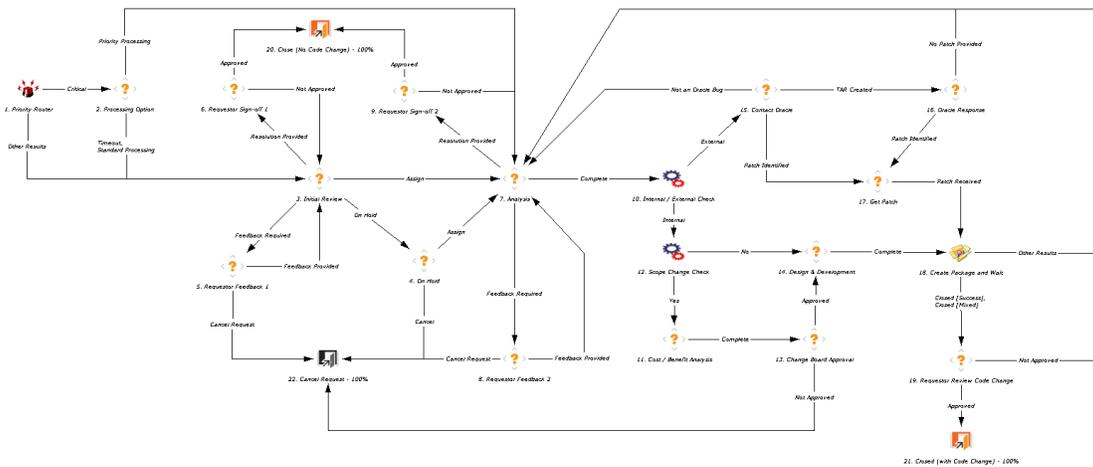 Priority Processing
20. Close (No Code Change) - 100%
No Patch Provided
Approved
Approved
Critical
Not Approved
Not Approved
Not an Oracle Bug
TAR Created
1. Priority Router
2. Processing Option
6. Requestor Sign-off 1
9. Requestor Sign-off 2
15. Contact Oracle
16. Oracle Response
Other Results
Timeout,
Standard Processing
Resolution Provided
Resolution Provided
External
Patch Identified
Patch Identified
Assign
Complete
Patch Received
3. Initial Review
7. Analysis
10. Internal / External Check
17. Get Patch
On Hold
Internal
Feedback Required
Assign
No
Complete
Other Results
Feedback Provided
12. Scope Change Check
14. Design & Development
18. Create Package and Wait
5. Requestor Feedback 1
4. On Hold
Feedback Required
Yes
Approved
Closed [Success],
Closed [Mixed]
Cancel Request
Cancel
Complete
Cancel Request
Feedback Provided
11. Cost / Benefit Analysis
13. Change Board Approval
Not Approved
22. Cancel Request - 100%
8. Requestor Feedback 2
19. Requestor Review Code Change
Not Approved
Approved
21. Closed (with Code Change) - 100%